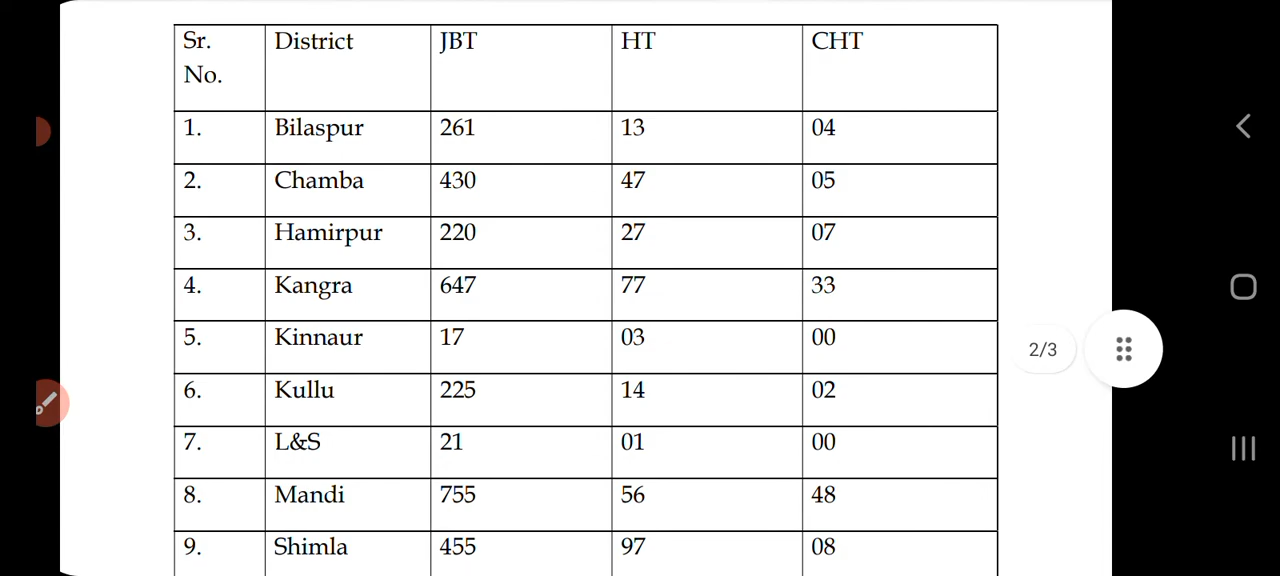 Sr. No. District JBT HT CHT
1. Bilaspur 261 13 04
2. Chamba 430 47 05
3. Hamirpur 220 27 07
4. Kangra 647 77 33
5. Kinnaur 17 03 00
6. Kullu 225 14 02
7. L&S 21 01 00
8. Mandi 755 56 48
9. Shimla 455 97 08
2/3